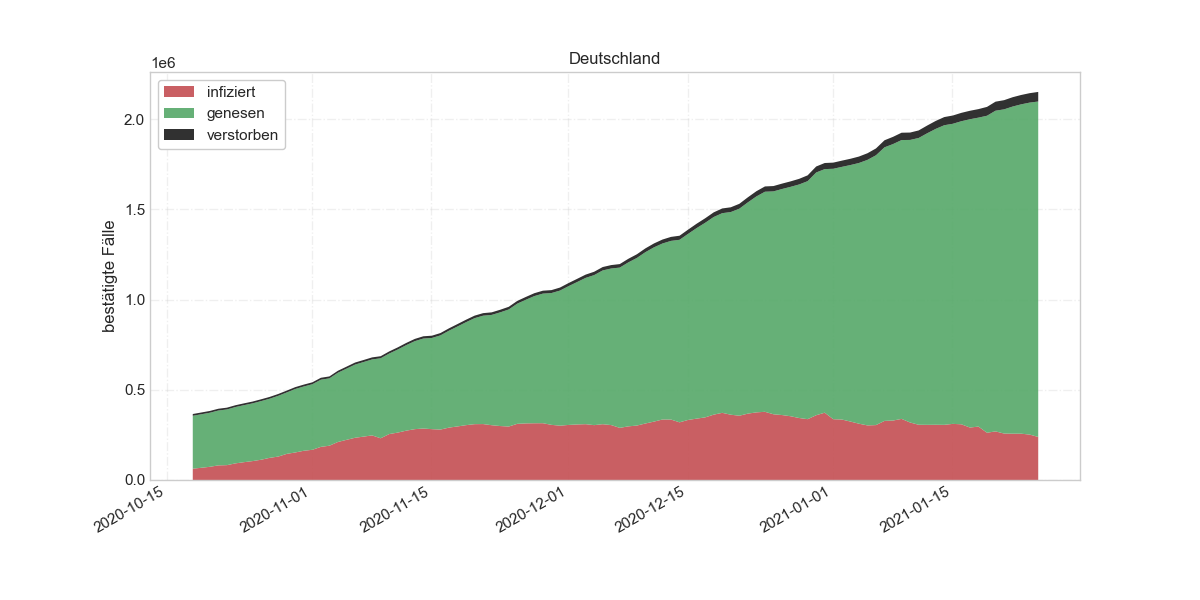 Deutschland
1e6
infiziert
genesen
verstorben
bestätigte Fälle
2.0
1.5
1.0
0.5
0.0
2020-10-15
2020-11-01
2020-11-15
2020-12-01
2020-12-15
2021-01-01
2021-01-15